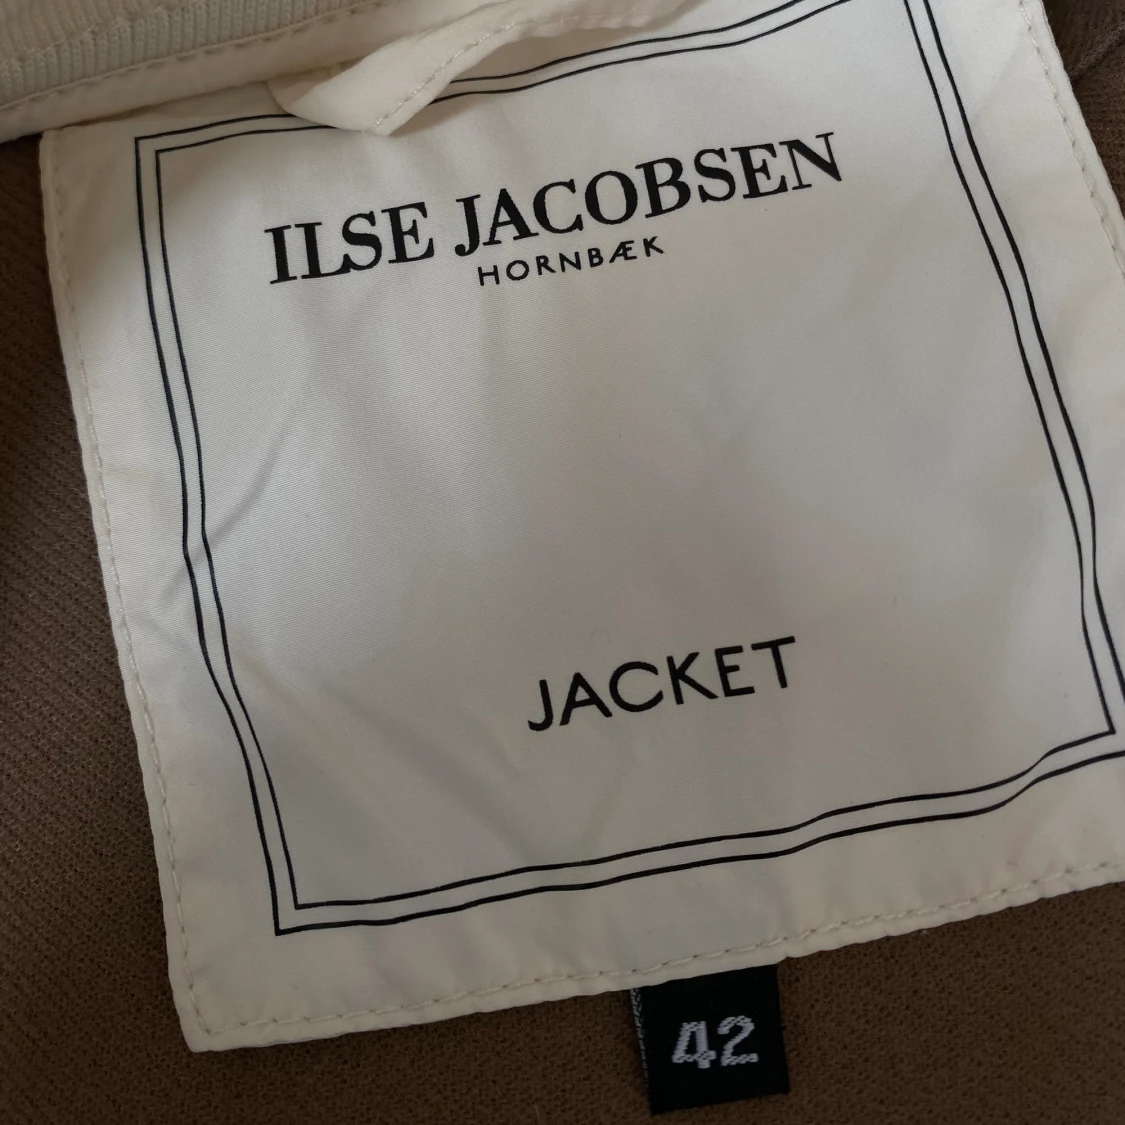 ILSE JACOBSEN
HORNBÆK
JACKET
42